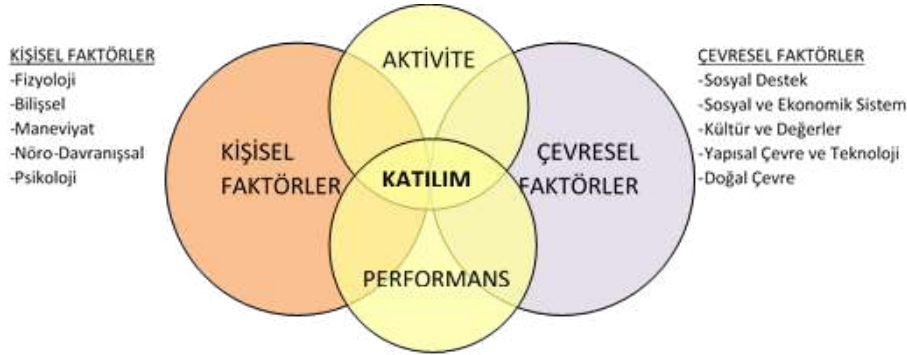 KİŞİSEL FAKTÖRLER
-Fizyoloji
-Bilişsel
-Maneviyat
-Nöro-Davranışsal
-Psikoloji
AKTİVİTE
KİŞİSEL
FAKTÖRLER
KATILIM
ÇEVRESEL
FAKTÖRLER
PERFORMANS
ÇEVRESEL FAKTÖRLER
-Sosyal Destek
-Sosyal ve Ekonomik Sistem
-Kültür ve Değerler
-Yapısal Çevre ve Teknoloji
-Doğal Çevre